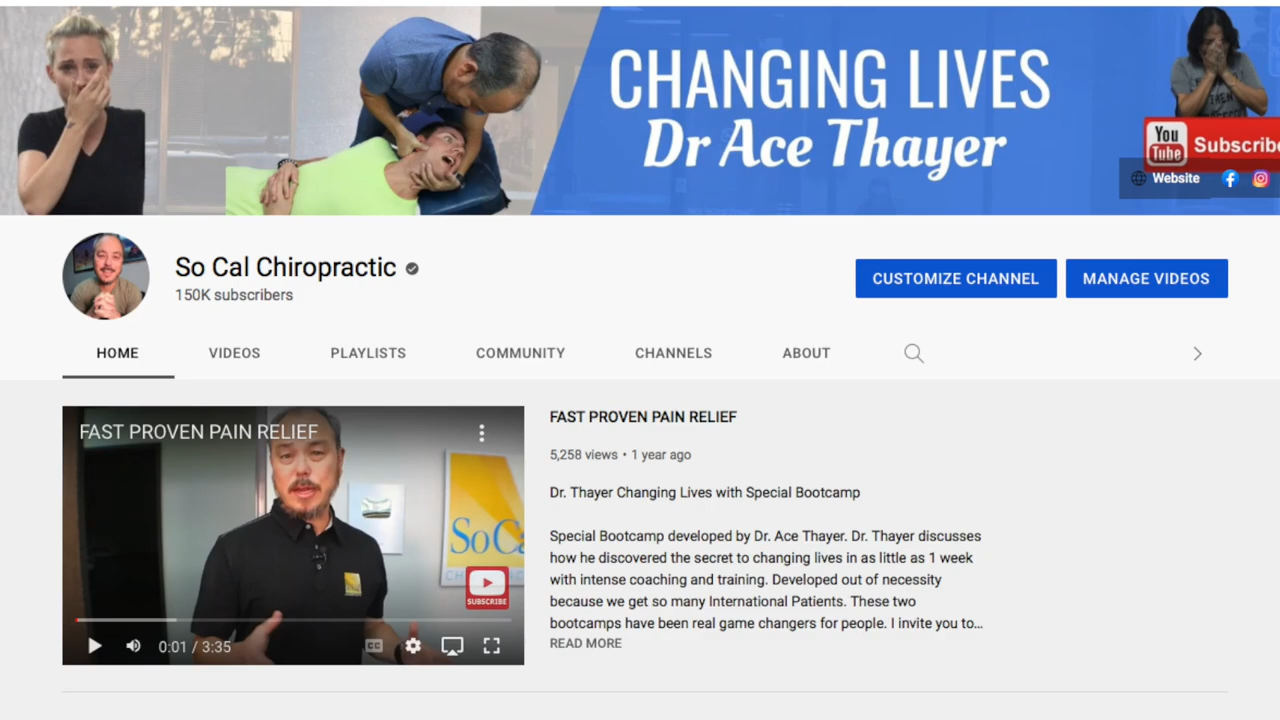 CHANGING LIVES
Dr Ace Thayer
You
Tube
Subscribe
Website
So Cal Chiropractic
150K subscribers
CUSTOMIZE CHANNEL
MANAGE VIDEOS
HOME
VIDEOS
PLAYLISTS
COMMUNITY
CHANNELS
ABOUT
FAST PROVEN PAIN RELIEF
So Ca
SUBSCRIBE
CC
0:01 / 3:35
FAST PROVEN PAIN RELIEF
5,258 views • 1 year ago
Dr. Thayer Changing Lives with Special Bootcamp
Special Bootcamp developed by Dr. Ace Thayer. Dr. Thayer discusses
how he discovered the secret to changing lives in as little as 1 week
with intense coaching and training. Developed out of necessity
because we get so many International Patients. These two
bootcamps have been real game changers for people. I invite you to...
READ MORE